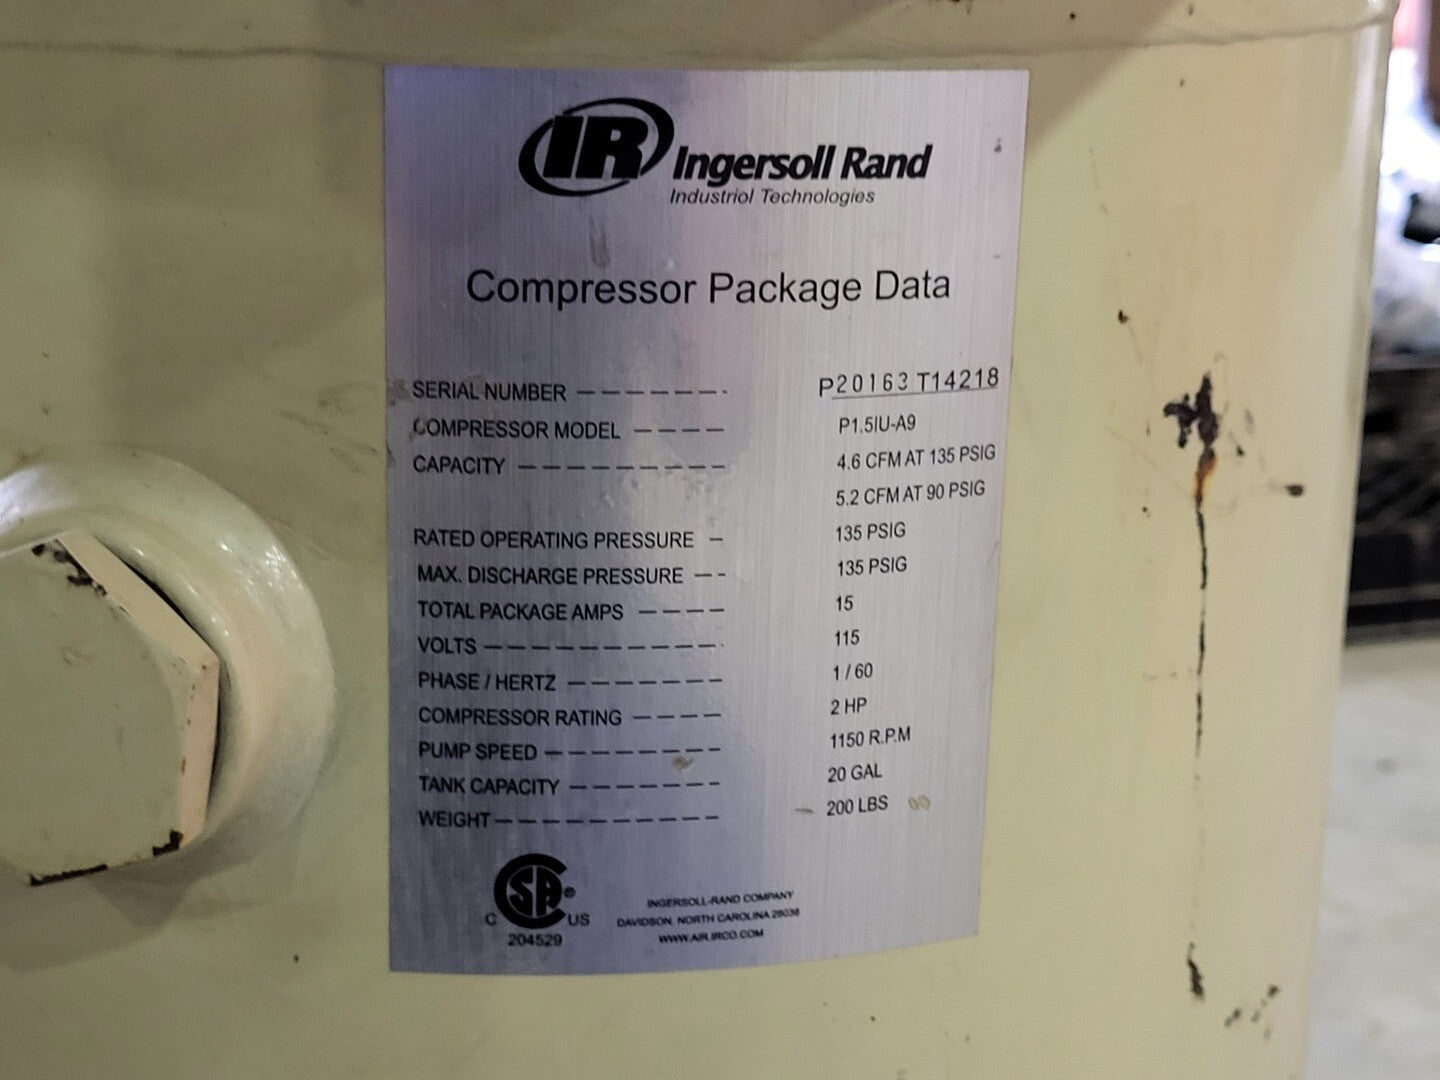 IR Ingersoll Rand
Industrial Technologies
Compressor Package Data
SERIAL NUMBER – – – – – – - P20163 T14218
COMPRESSOR MODEL – – – – P1.5IU-A9
CAPACITY – – – – – – – – – 4.6 CFM AT 135 PSIG
5.2 CFM AT 90 PSIG
RATED OPERATING PRESSURE – 135 PSIG
MAX. DISCHARGE PRESSURE – - 135 PSIG
TOTAL PACKAGE AMPS – – – – 15
VOLTS – – – – – – – – – – - 115
PHASE / HERTZ – – – – – – – 1 / 60
COMPRESSOR RATING – – – – 2 HP
PUMP SPEED – – – – – – – – 1150 R.P.M
TANK CAPACITY – – – – – – – 20 GAL
WEIGHT – – – – – – – – – – 200 LBS
CSA®
C US
204529
INGERSOLL-RAND COMPANY
DAVIDSON, NORTH CAROLINA 28036
WWW.AIR.IRCO.COM